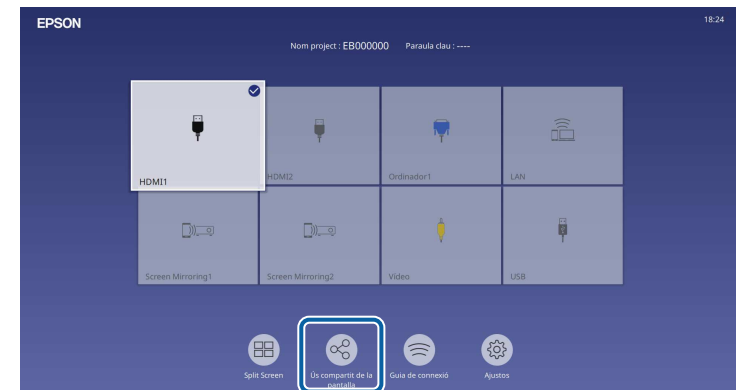 EPSON
18:24
Nom project : EB000000 Paraula clau : ----
HDMI1
HDMI2
Ordinador1
LAN
Screen Mirroring1
Screen Mirroring2
Vídeo
USB
Split Screen
Ús compartit de la
pantalla
Guia de connexió
Ajustos